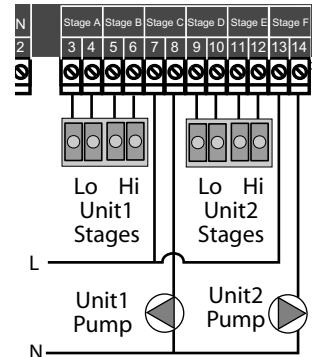 N Stage A Stage B Stage C Stage D Stage E Stage F
2 3 4 5 6 7 8 9 10 11 12 13 14
Lo Hi Lo Hi
Unit1 Unit2
Stages Stages
L
Unit1 Unit2
Pump Pump
N